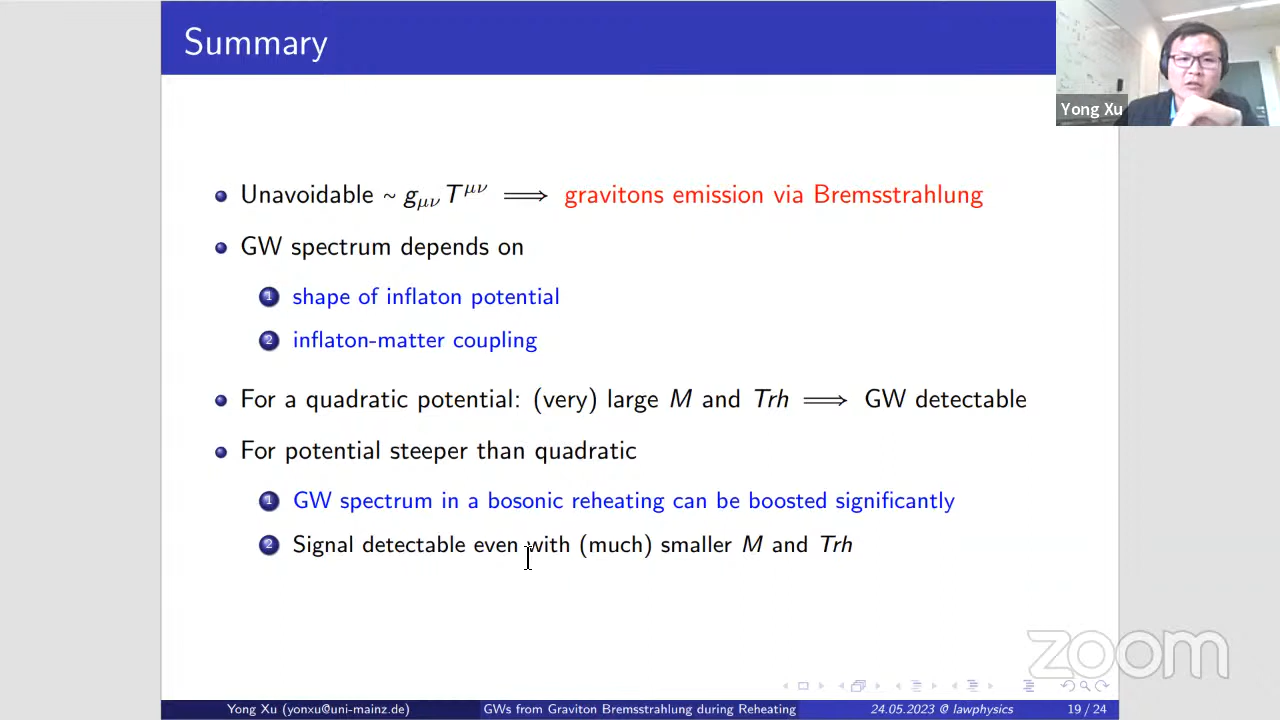 Summary
Yong Xu
Unavoidable ~ gμν Tμν ⟹ gravitons emission via Bremsstrahlung
GW spectrum depends on
1 shape of inflaton potential
2 inflaton-matter coupling
For a quadratic potential: (very) large M and Trh ⟹ GW detectable
For potential steeper than quadratic
1 GW spectrum in a bosonic reheating can be boosted significantly
2 Signal detectable even with (much) smaller M and Trh
zoom
Yong Xu (yonxu@uni-mainz.de) GWs from Graviton Bremsstrahlung during Reheating 24.05.2023 @ lawphysics 19 / 24